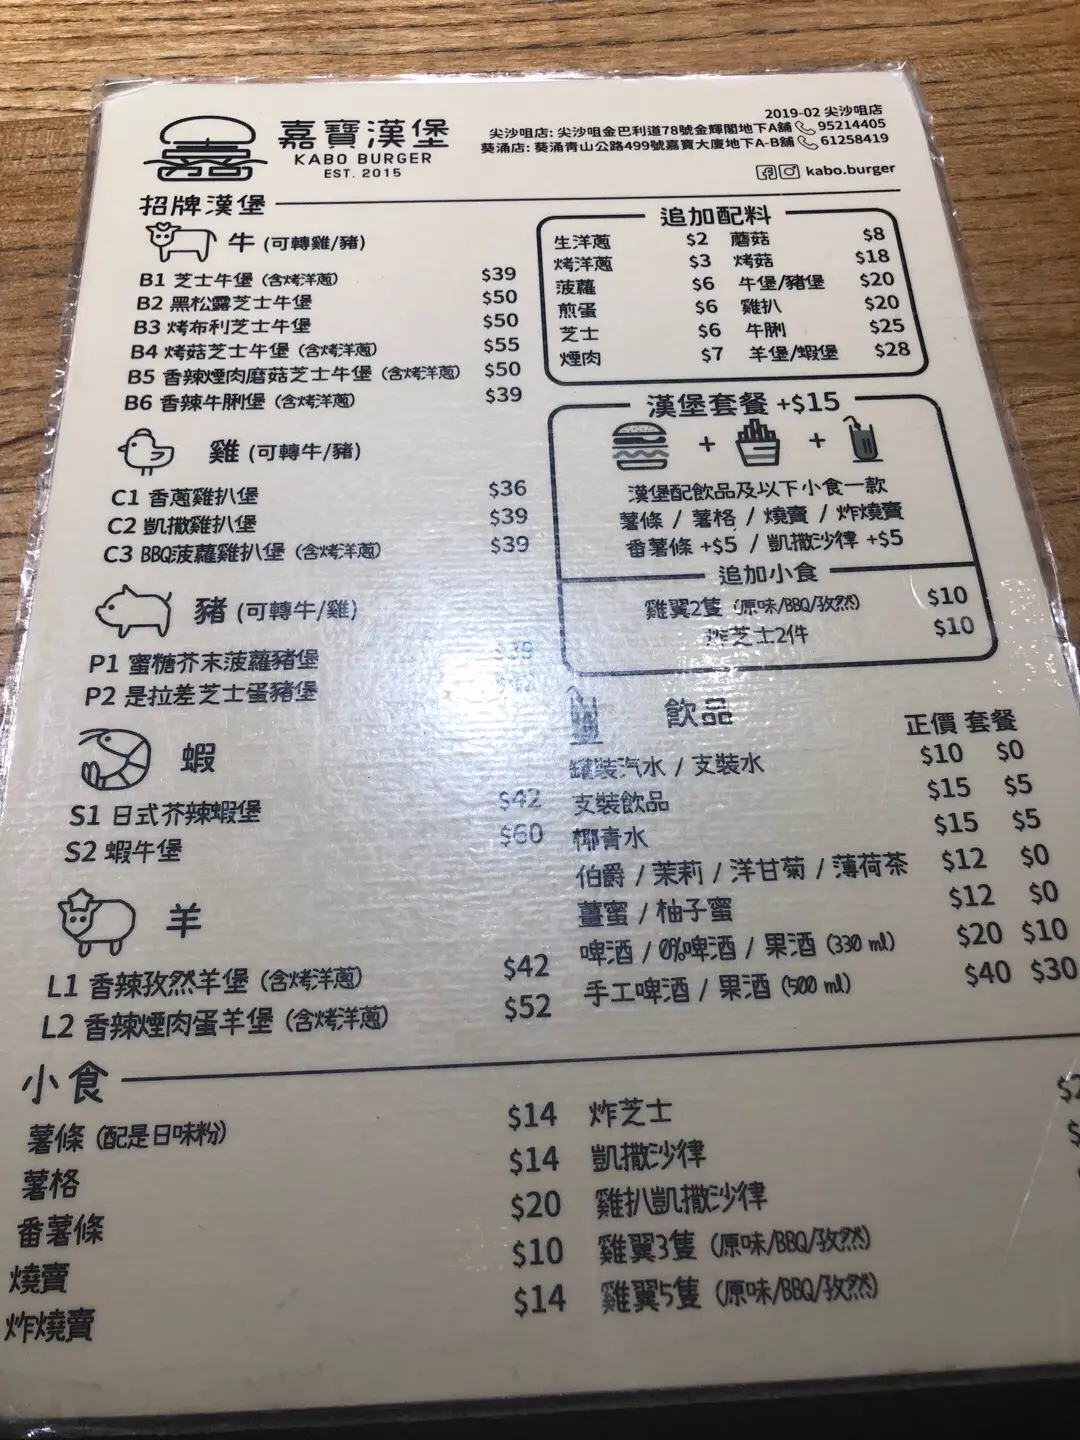 嘉寶漢堡
KABO BURGER
EST. 2015
2019-02 尖沙咀店
尖沙咀店: 尖沙咀金巴利道78號金輝閣地下A舖 95214405
葵涌店: 葵涌青山公路499號嘉寶大廈地下A-B舖 61258419
kabo.burger
招牌漢堡
牛 (可轉雞/豬)
B1 芝士牛堡 (含烤洋蔥) $39
B2 黑松露芝士牛堡 $50
B3 烤布利芝士牛堡 $50
B4 烤菇芝士牛堡 (含烤洋蔥) $55
B5 香辣煙肉蘑菇芝士牛堡 (含烤洋蔥) $50
B6 香辣牛脷堡 (含烤洋蔥) $39
雞 (可轉牛/豬)
C1 香蔥雞扒堡 $36
C2 凱撒雞扒堡 $39
C3 BBQ菠蘿雞扒堡 (含烤洋蔥) $39
豬 (可轉牛/雞)
P1 蜜糖芥末菠蘿豬堡 $39
P2 是拉差芝士蛋豬堡
蝦
S1 日式芥辣蝦堡 $42
S2 蝦牛堡 $60
羊
L1 香辣孜然羊堡 (含烤洋蔥) $42
L2 香辣煙肉蛋羊堡 (含烤洋蔥) $52
追加配料
生洋蔥 $2 蘑菇 $8
烤洋蔥 $3 烤菇 $18
菠蘿 $6 牛堡/豬堡 $20
煎蛋 $6 雞扒 $20
芝士 $6 牛脷 $25
煙肉 $7 羊堡/蝦堡 $28
漢堡套餐 +$15
+ +
漢堡配飲品及以下小食一款
薯條 / 薯格 / 燒賣 / 炸燒賣
番薯條 +$5 / 凱撒沙律 +$5
追加小食
雞翼2隻 (原味/BBQ/孜然) $10
炸芝士2件 $10
飲品 正價 套餐
罐裝汽水 / 支裝水 $10 $0
支裝飲品 $15 $5
椰青水 $15 $5
伯爵 / 茉莉 / 洋甘菊 / 薄荷茶 $12 $0
薑蜜 / 柚子蜜 $12 $0
啤酒 / 0%啤酒 / 果酒 (330 ml) $20 $10
手工啤酒 / 果酒 (500 ml) $40 $30
小食
薯條 (配是日味粉) $14 炸芝士
薯格 $14 凱撒沙律
番薯條 $20 雞扒凱撒沙律
燒賣 $10 雞翼3隻 (原味/BBQ/孜然)
炸燒賣 $14 雞翼5隻 (原味/BBQ/孜然)